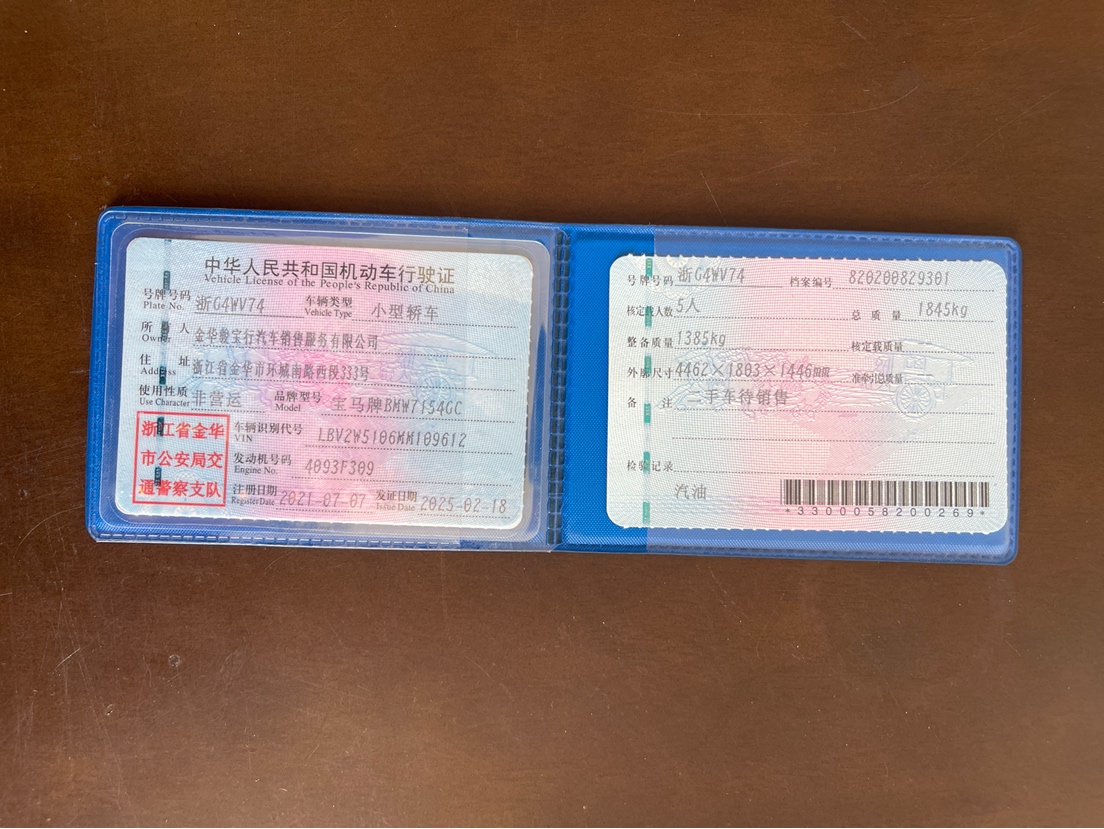 中华人民共和国机动车行驶证
Vehicle License of the People's Republic of China
号牌号码 浙G4WV74 车辆类型 小型轿车
Plate No. Vehicle Type
所有人 金华骏宝行汽车销售服务有限公司
Owner
住址 浙江省金华市环城南路西段333号
Address
使用性质 非营运 品牌型号 宝马牌BMW7154GC
Use Character Model
浙江省金华
市公安局交
通警察支队
车辆识别代号 LBV2W5106MM109612
VIN
发动机号码 4093F309
Engine No.
注册日期 2021-07-07 发证日期 2025-02-18
Register Date Issue Date
号牌号码 浙G4WV74 档案编号 820200829301
核定载人数 5人 总质量 1845kg
整备质量 1385kg 核定载质量
外廓尺寸 4462×1803×1446mm 准牵引总质量
备注 二手车待销售
检验记录
汽油
*3300058200269*